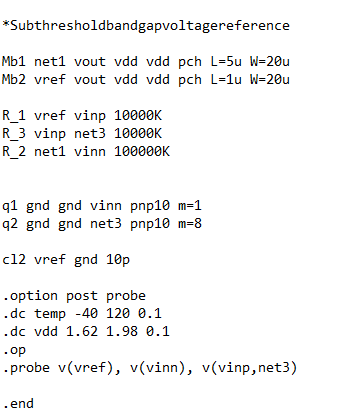 *Subthresholdbandgapvoltagereference
Mb1 net1 vout vdd vdd pch L=5u W=20u
Mb2 vref vout vdd vdd pch L=1u W=20u
R_1 vref vinp 10000K
R_3 vinp net3 10000K
R_2 net1 vinn 100000K
q1 gnd gnd vinn pnp10 m=1
q2 gnd gnd net3 pnp10 m=8
cl2 vref gnd 10p
.option post probe
.dc temp -40 120 0.1
.dc vdd 1.62 1.98 0.1
.op
.probe v(vref), v(vinn), v(vinp,net3)
.end